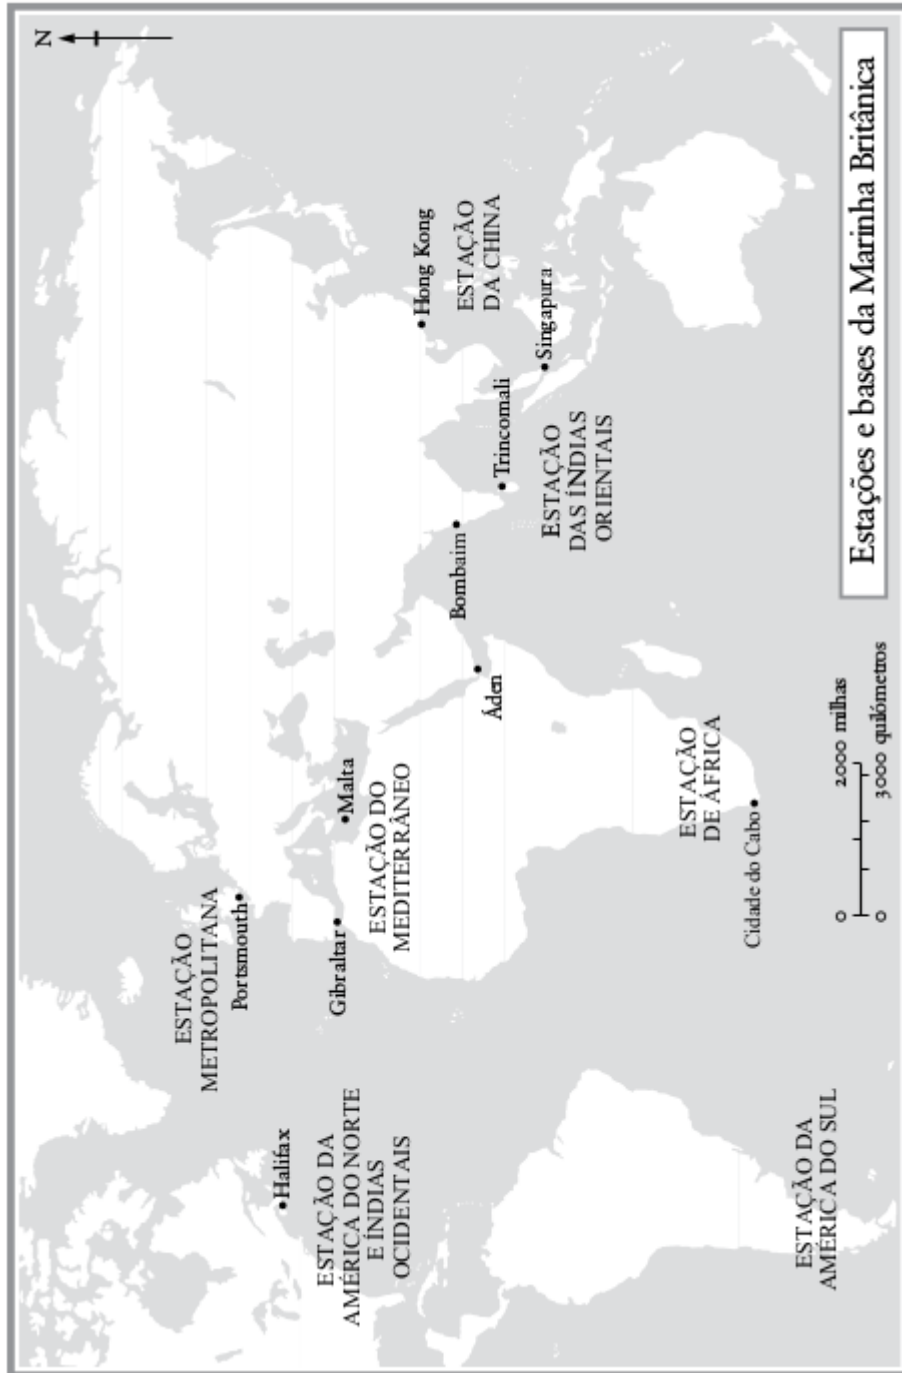 N
ESTAÇÃO
METROPOLITANA
Portsmouth
Halifax
ESTAÇÃO DA
AMÉRICA DO NORTE
E ÍNDIAS
OCIDENTAIS
Gibraltar
Malta
ESTAÇÃO DO
MEDITERRÂNEO
Hong Kong
ESTAÇÃO
DA CHINA
Bombaim
Áden
Trincomali
Singapura
ESTAÇÃO
DAS ÍNDIAS
ORIENTAIS
ESTAÇÃO
DE ÁFRICA
Cidade do Cabo
ESTAÇÃO DA
AMÉRICA DO SUL
0 2000 milhas
0 3000 quilómetros
Estações e bases da Marinha Britânica